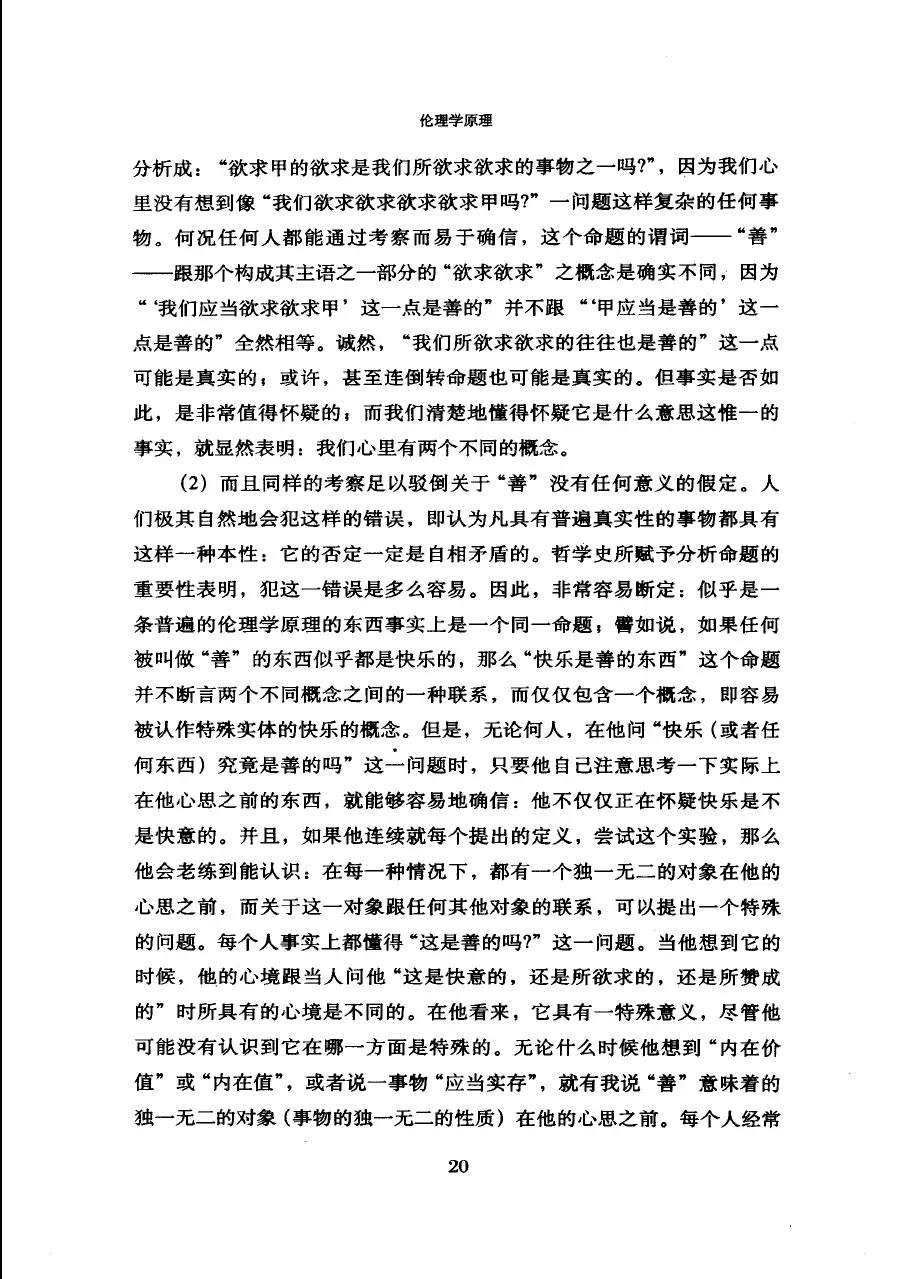 伦理学原理
分析成：“欲求甲的欲求是我们所欲求欲求的事物之一吗?”，因为我们心
里没有想到像“我们欲求欲求欲求欲求甲吗?”一问题这样复杂的任何事
物。何况任何人都能通过考察而易于确信，这个命题的谓词——“善”
——跟那个构成其主语之一部分的“欲求欲求”之概念是确实不同，因为
“‘我们应当欲求欲求甲’这一点是善的”并不跟“‘甲应当是善的’这一
点是善的”全然相等。诚然，“我们所欲求欲求的往往也是善的”这一点
可能是真实的；或许，甚至连倒转命题也可能是真实的。但事实是否如
此，是非常值得怀疑的；而我们清楚地懂得怀疑它是什么意思这惟一的
事实，就显然表明：我们心里有两个不同的概念。
（2）而且同样的考察足以驳倒关于“善”没有任何意义的假定。人
们极其自然地会犯这样的错误，即认为凡具有普遍真实性的事物都具有
这样一种本性：它的否定一定是自相矛盾的。哲学史所赋予分析命题的
重要性表明，犯这一错误是多么容易。因此，非常容易断定：似乎是一
条普遍的伦理学原理的东西事实上是一个同一命题；譬如说，如果任何
被叫做“善”的东西似乎都是快乐的，那么“快乐是善的东西”这个命题
并不断言两个不同概念之间的一种联系，而仅仅包含一个概念，即容易
被认作特殊实体的快乐的概念。但是，无论何人，在他问“快乐（或者任
何东西）究竟是善的吗”这一问题时，只要他自己注意思考一下实际上
在他心思之前的东西，就能够容易地确信：他不仅仅正在怀疑快乐是不
是快意的。并且，如果他连续就每个提出的定义，尝试这个实验，那么
他会老练到能认识：在每一种情况下，都有一个独一无二的对象在他的
心思之前，而关于这一对象跟任何其他对象的联系，可以提出一个特殊
的问题。每个人事实上都懂得“这是善的吗?”这一问题。当他想到它的
时候，他的心境跟当人问他“这是快意的，还是所欲求的，还是所赞成
的”时所具有的心境是不同的。在他看来，它具有一特殊意义，尽管他
可能没有认识到它在哪一方面是特殊的。无论什么时候他想到“内在价
值”或“内在值”，或者说一事物“应当实存”，就有我说“善”意味着的
独一无二的对象（事物的独一无二的性质）在他的心思之前。每个人经常
20